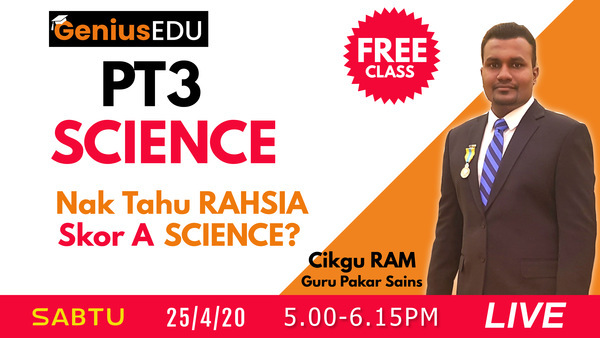 GeniusEDU
PT3
SCIENCE
FREE
CLASS
Nak Tahu RAHSIA
Skor A SCIENCE?
Cikgu RAM
Guru Pakar Sains
SABTU 25/4/20 5.00-6.15PM LIVE